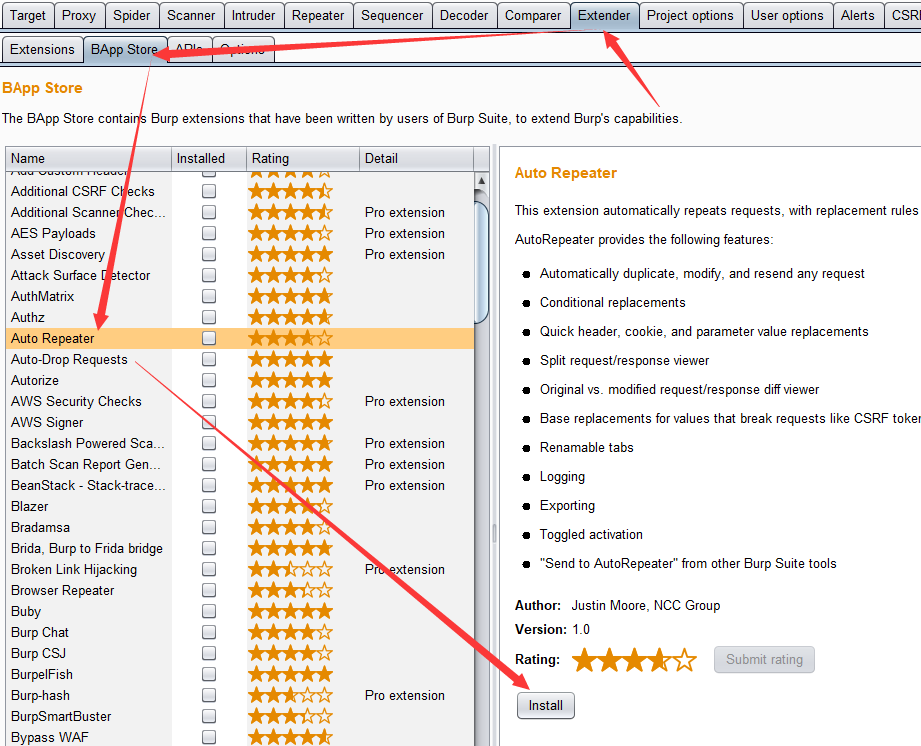 Target Proxy Spider Scanner Intruder Repeater Sequencer Decoder Comparer Extender Project options User options Alerts
Extensions BApp Store APIs Options
BApp Store
The BApp Store contains Burp extensions that have been written by users of Burp Suite, to extend Burp's capabilities.
Name Installed Rating Detail
Add Custom Header
Additional CSRF Checks
Additional Scanner Chec... Pro extension
AES Payloads Pro extension
Asset Discovery Pro extension
Attack Surface Detector
AuthMatrix
Authz
Auto Repeater
Auto-Drop Requests
Autorize
AWS Security Checks Pro extension
AWS Signer
Backslash Powered Sca... Pro extension
Batch Scan Report Gen... Pro extension
BeanStack - Stack-trace... Pro extension
Blazer
Bradamsa
Brida, Burp to Frida bridge
Broken Link Hijacking Pro extension
Browser Repeater
Buby
Burp Chat
Burp CSJ
BurpelFish
Burp-hash Pro extension
BurpSmartBuster
Bypass WAF
Auto Repeater
This extension automatically repeats requests, with replacement rules
AutoRepeater provides the following features:
Automatically duplicate, modify, and resend any request
Conditional replacements
Quick header, cookie, and parameter value replacements
Split request/response viewer
Original vs. modified request/response diff viewer
Base replacements for values that break requests like CSRF token
Renamable tabs
Logging
Exporting
Toggled activation
"Send to AutoRepeater" from other Burp Suite tools
Author: Justin Moore, NCC Group
Version: 1.0
Rating: Submit rating
Install